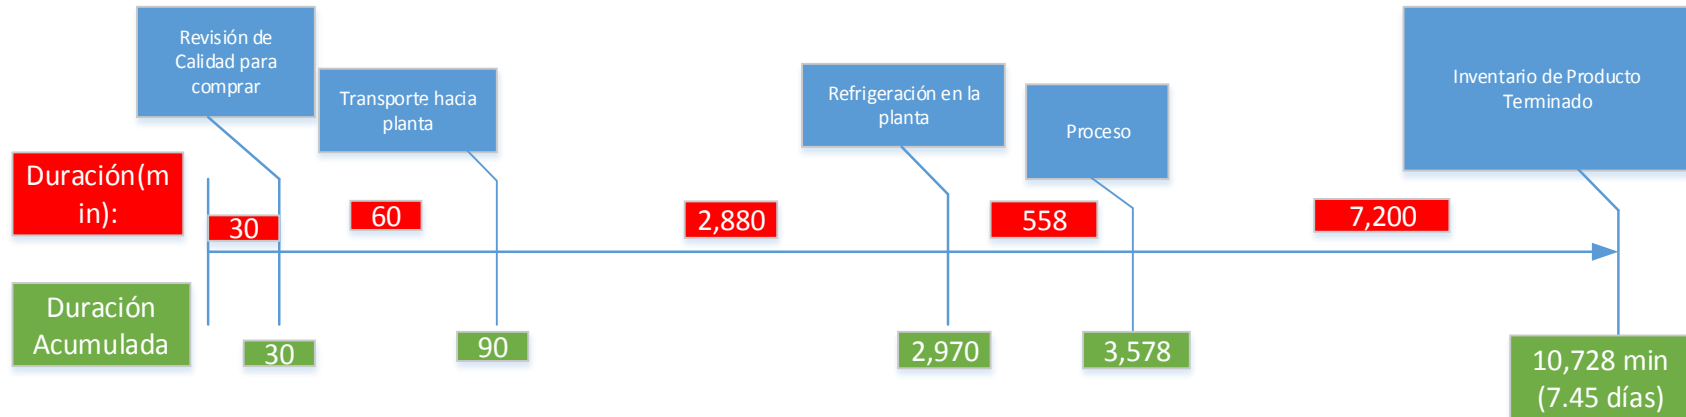 Revisión de
Calidad para
comprar
Transporte hacia
planta
Refrigeración en la
planta
Proceso
Inventario de Producto
Terminado
Duración(m
in):
30
60
2,880
558
7,200
Duración
Acumulada
30
90
2,970
3,578
10,728 min
(7.45 días)